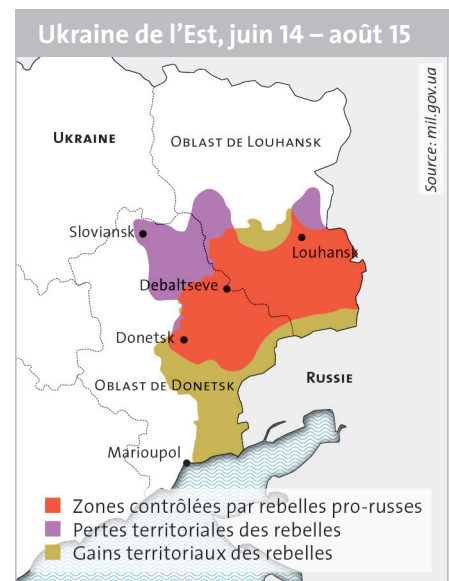 Ukraine de l'Est, juin 14 – août 15
Source: mil.gov.ua
UKRAINE
OBLAST DE LOUHANSK
Sloviansk
Louhansk
Debaltseve
Donetsk
OBLAST DE DONETSK
RUSSIE
Marioupol
Zones contrôlées par rebelles pro-russes
Pertes territoriales des rebelles
Gains territoriaux des rebelles